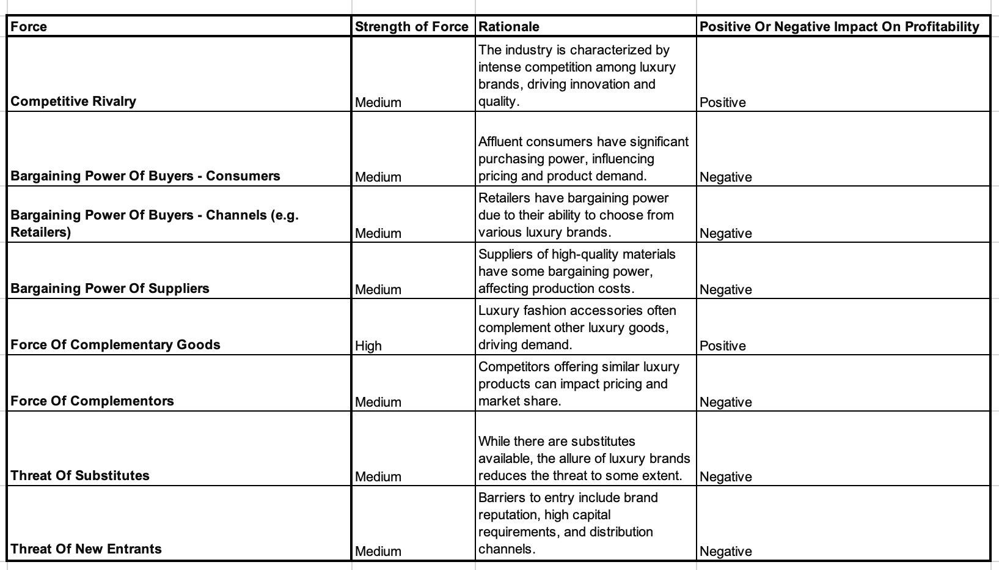 Force
Strength of Force
Rationale
Positive Or Negative Impact On Profitability
Competitive Rivalry
Medium
The industry is characterized by
intense competition among luxury
brands, driving innovation and
quality.
Positive
Bargaining Power Of Buyers - Consumers
Medium
Affluent consumers have significant
purchasing power, influencing
pricing and product demand.
Negative
Bargaining Power Of Buyers - Channels (e.g.
Retailers)
Medium
Retailers have bargaining power
due to their ability to choose from
various luxury brands.
Negative
Bargaining Power Of Suppliers
Medium
Suppliers of high-quality materials
have some bargaining power,
affecting production costs.
Negative
Force Of Complementary Goods
High
Luxury fashion accessories often
complement other luxury goods,
driving demand.
Positive
Force Of Complementors
Medium
Competitors offering similar luxury
products can impact pricing and
market share.
Negative
Threat Of Substitutes
Medium
While there are substitutes
available, the allure of luxury brands
reduces the threat to some extent.
Negative
Threat Of New Entrants
Medium
Barriers to entry include brand
reputation, high capital
requirements, and distribution
channels.
Negative